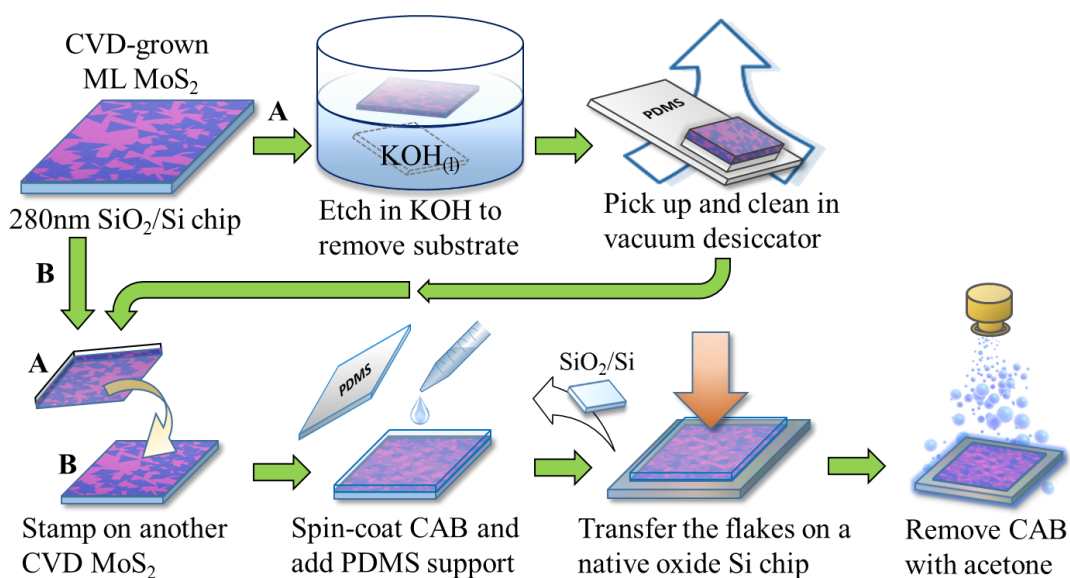 CVD-grown
ML MoS₂
280nm SiO₂/Si chip
A
KOH₍ₗ₎
Etch in KOH to
remove substrate
PDMS
Pick up and clean in
vacuum desiccator
B
A
B
Stamp on another
CVD MoS₂
PDMS
Spin-coat CAB and
add PDMS support
SiO₂/Si
Transfer the flakes on a
native oxide Si chip
Remove CAB
with acetone